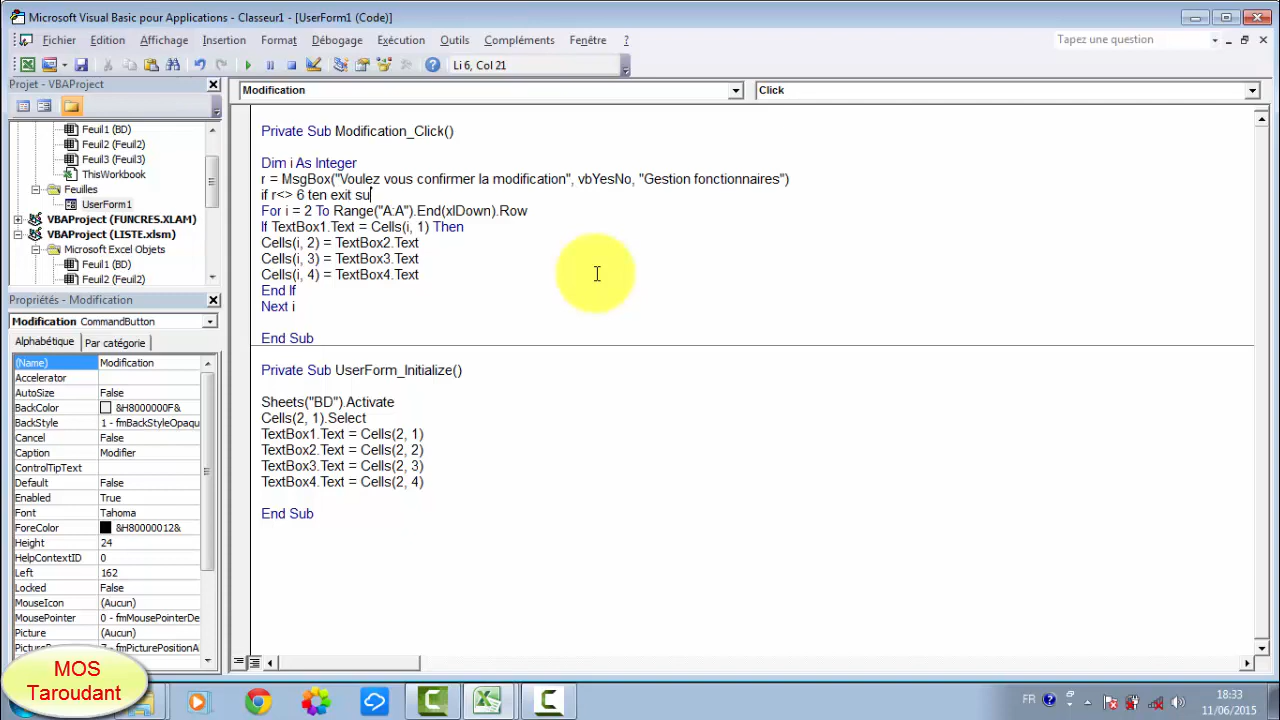 Microsoft Visual Basic pour Applications - Classeur1 - [UserForm1 (Code)]
Fichier Edition Affichage Insertion Format Débogage Exécution Outils Compléments Fenêtre ?
Tapez une question
Li 6, Col 21
Projet - VBAProject
Feuil1 (BD)
Feuil2 (Feuil2)
Feuil3 (Feuil3)
ThisWorkbook
Feuilles
UserForm1
VBAProject (FUNCRES.XLAM)
VBAProject (LISTE.xlsm)
Microsoft Excel Objets
Feuil1 (BD)
Feuil2 (Feuil2)
Propriétés - Modification
Modification CommandButton
Alphabétique Par catégorie
(Name) Modification
Accelerator
AutoSize False
BackColor &H8000000F&
BackStyle 1 - fmBackStyleOpaqu
Cancel False
Caption Modifier
ControlTipText
Default False
Enabled True
Font Tahoma
ForeColor &H80000012&
Height 24
HelpContextID 0
Left 162
Locked False
MouseIcon (Aucun)
MousePointer 0 - fmMousePointerDe
Picture (Aucun)
MOS
Taroudant
Modification Click
Private Sub Modification_Click()
Dim i As Integer
r = MsgBox("Voulez vous confirmer la modification", vbYesNo, "Gestion fonctionnaires")
if r<> 6 ten exit su
For i = 2 To Range("A:A").End(xlDown).Row
If TextBox1.Text = Cells(i, 1) Then
Cells(i, 2) = TextBox2.Text
Cells(i, 3) = TextBox3.Text
Cells(i, 4) = TextBox4.Text
End If
Next i
End Sub
Private Sub UserForm_Initialize()
Sheets("BD").Activate
Cells(2, 1).Select
TextBox1.Text = Cells(2, 1)
TextBox2.Text = Cells(2, 2)
TextBox3.Text = Cells(2, 3)
TextBox4.Text = Cells(2, 4)
End Sub
FR
18:33
11/06/2015